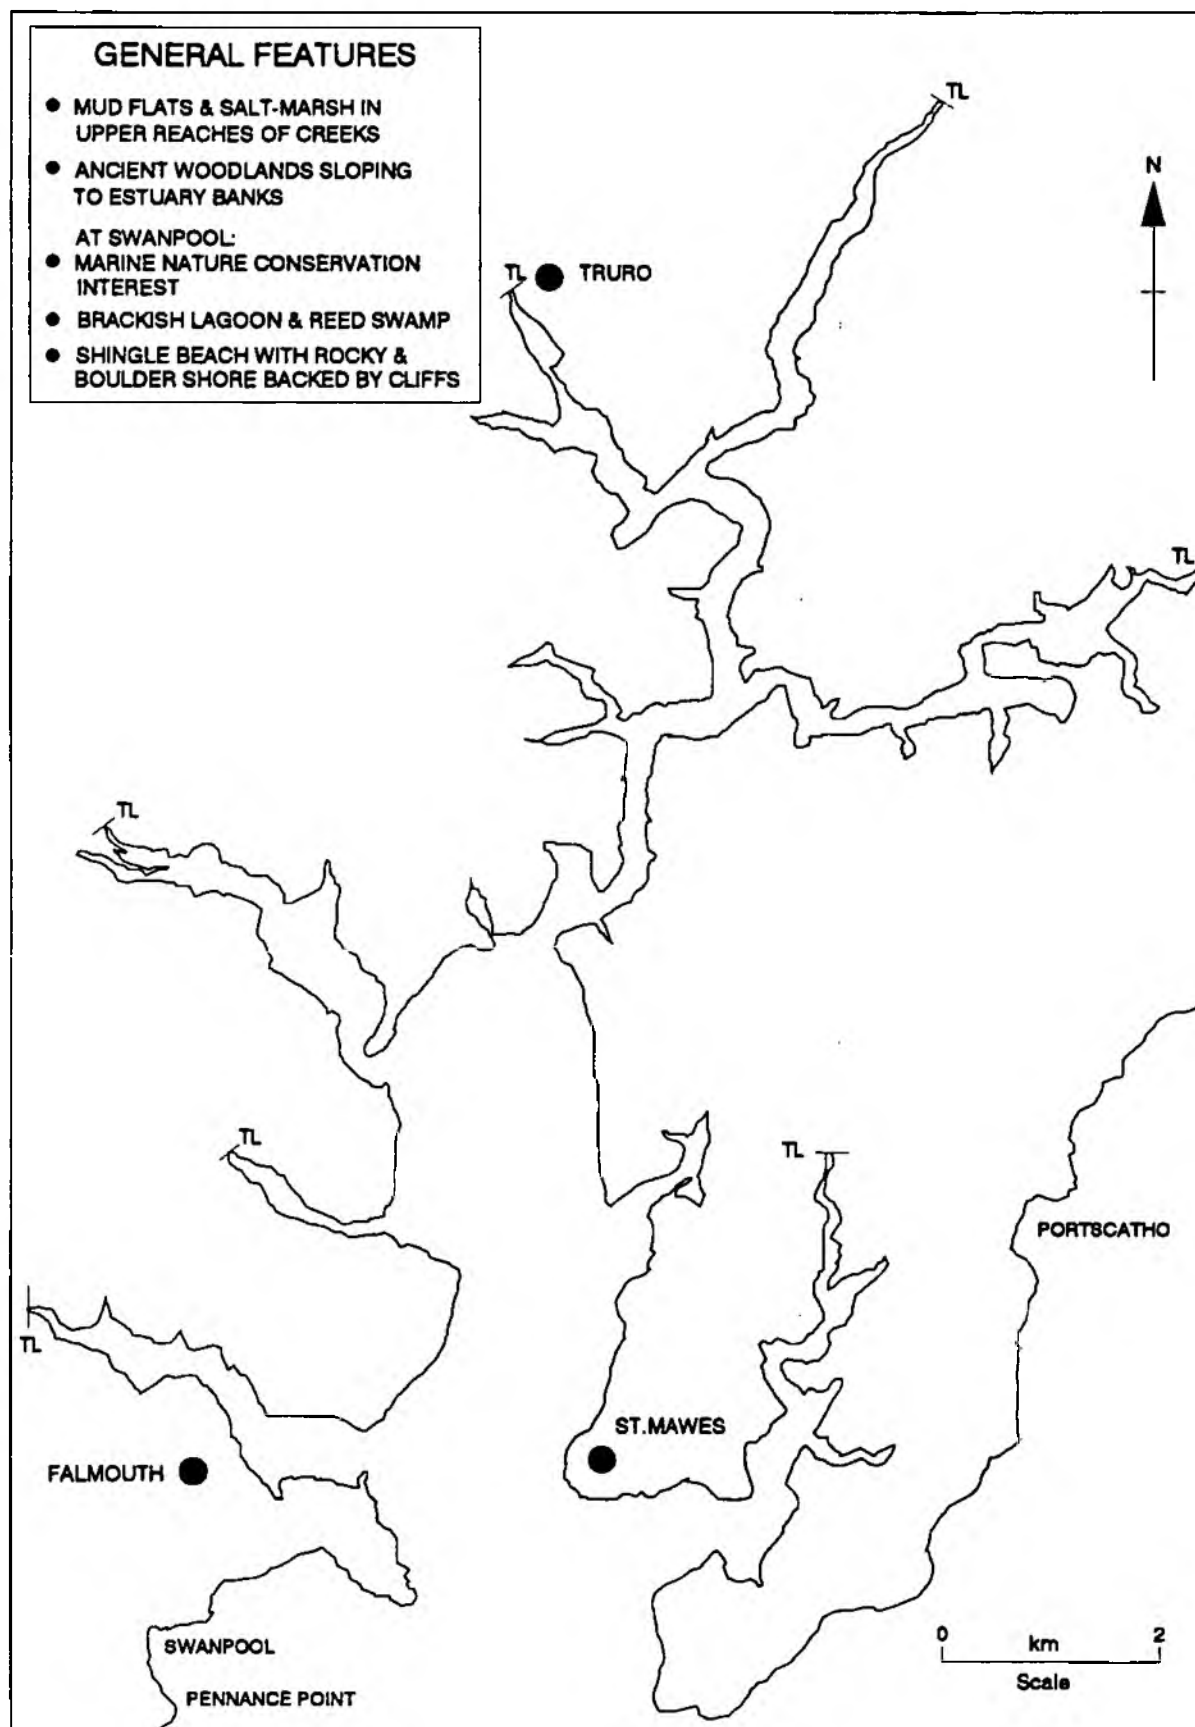 GENERAL FEATURES
● MUD FLATS & SALT-MARSH IN
UPPER REACHES OF CREEKS
● ANCIENT WOODLANDS SLOPING
TO ESTUARY BANKS
AT SWANPOOL:
● MARINE NATURE CONSERVATION
INTEREST
● BRACKISH LAGOON & REED SWAMP
● SHINGLE BEACH WITH ROCKY &
BOULDER SHORE BACKED BY CLIFFS
TL
N
TL
TRURO
TL
TL
TL
TL
PORTSCATHO
TL
ST.MAWES
FALMOUTH
SWANPOOL
PENNANCE POINT
0 km 2
Scale